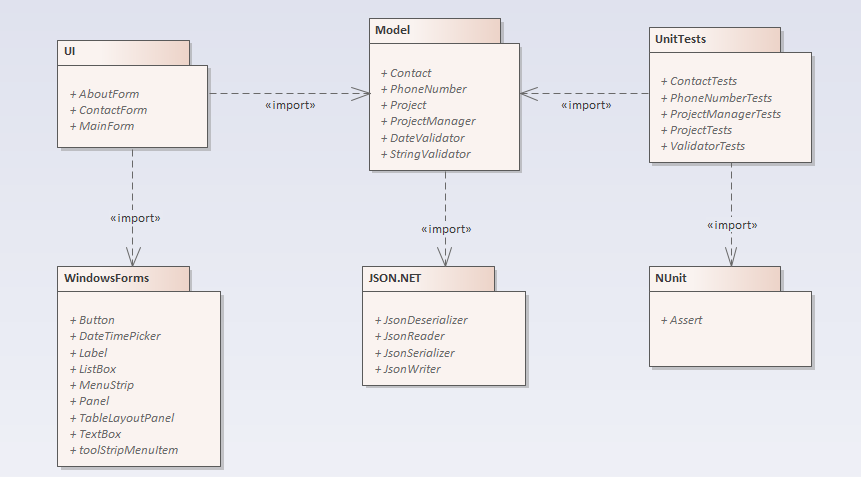 UI
+ AboutForm
+ ContactForm
+ MainForm
«import»
Model
+ Contact
+ PhoneNumber
+ Project
+ ProjectManager
+ DateValidator
+ StringValidator
«import»
UnitTests
+ ContactTests
+ PhoneNumberTests
+ ProjectManagerTests
+ ProjectTests
+ ValidatorTests
«import»
«import»
«import»
WindowsForms
+ Button
+ DateTimePicker
+ Label
+ ListBox
+ MenuStrip
+ Panel
+ TableLayoutPanel
+ TextBox
+ toolStripMenuItem
JSON.NET
+ JsonDeserializer
+ JsonReader
+ JsonSerializer
+ JsonWriter
NUnit
+ Assert